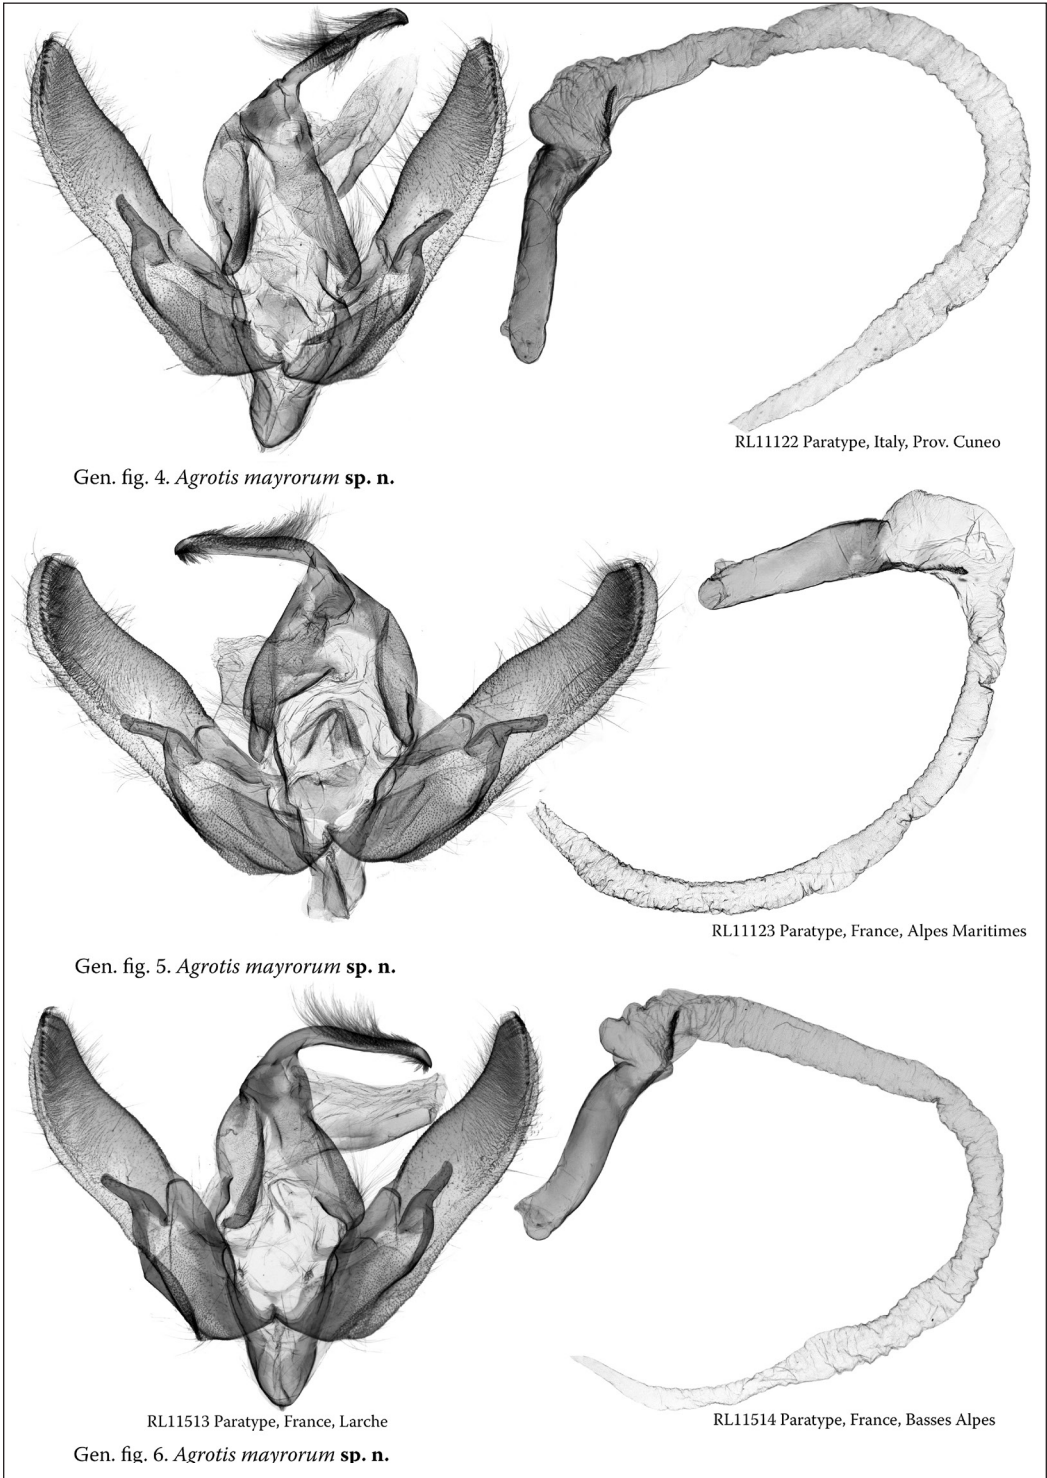 RL11122 Paratype, Italy, Prov. Cuneo
Gen. fig. 4. Agrotis mayrorum sp. n.
RL11123 Paratype, France, Alpes Maritimes
Gen. fig. 5. Agrotis mayrorum sp. n.
RL11513 Paratype, France, Larche
RL11514 Paratype, France, Basses Alpes
Gen. fig. 6. Agrotis mayrorum sp. n.